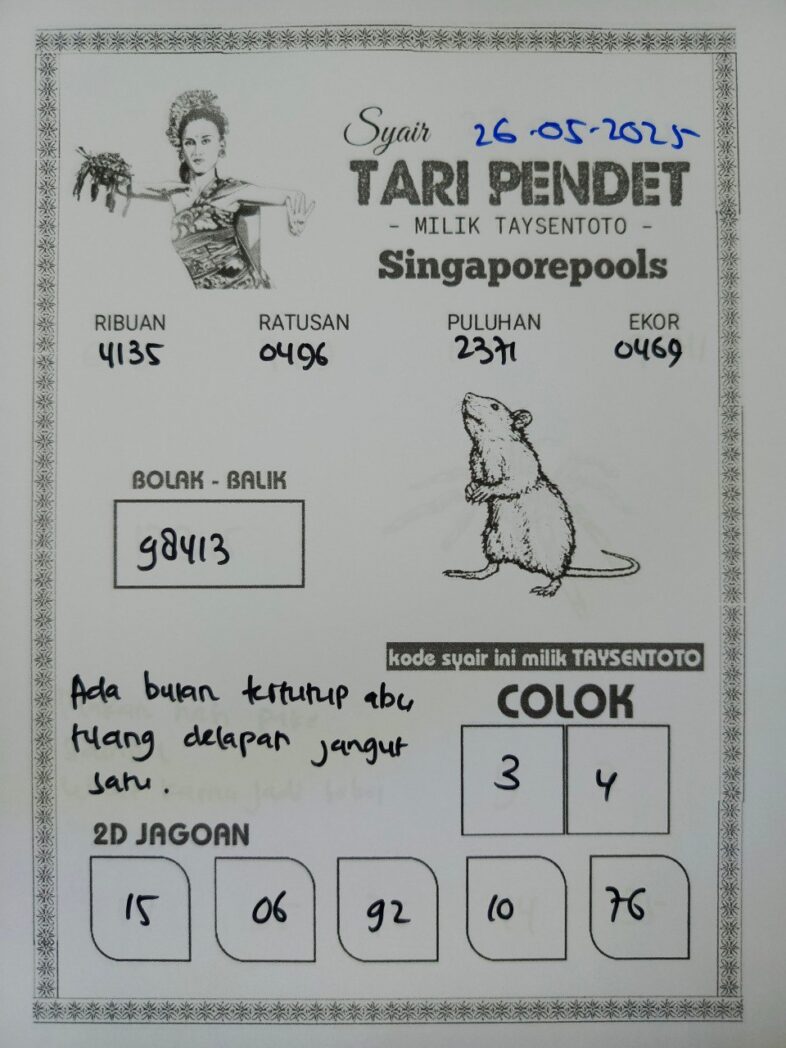 Syair 26-05-2025
TARI PENDET
- MILIK TAYSENTOTO -
Singaporepools
RIBUAN RATUSAN PULUHAN EKOR
4135 0496 2371 0469
BOLAK - BALIK
98413
kode syair ini milik TAYSENTOTO
Ada bulan tertutup abu
tulang delapan janggut
satu.
COLOK
3 4
2D JAGOAN
15 06 92 10 76